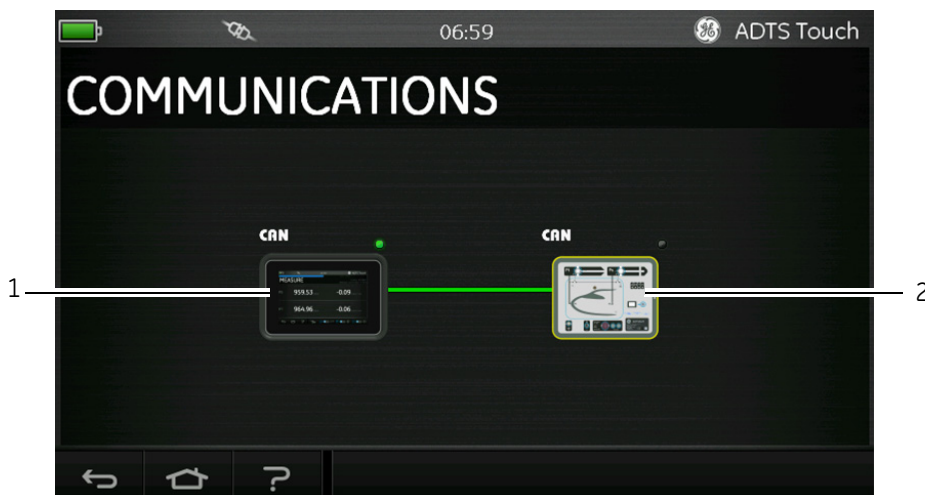 06:59
ADTS Touch
COMMUNICATIONS
CAN
CAN
MEASURE
959.53 -0.09
964.96 -0.06
1
2
?